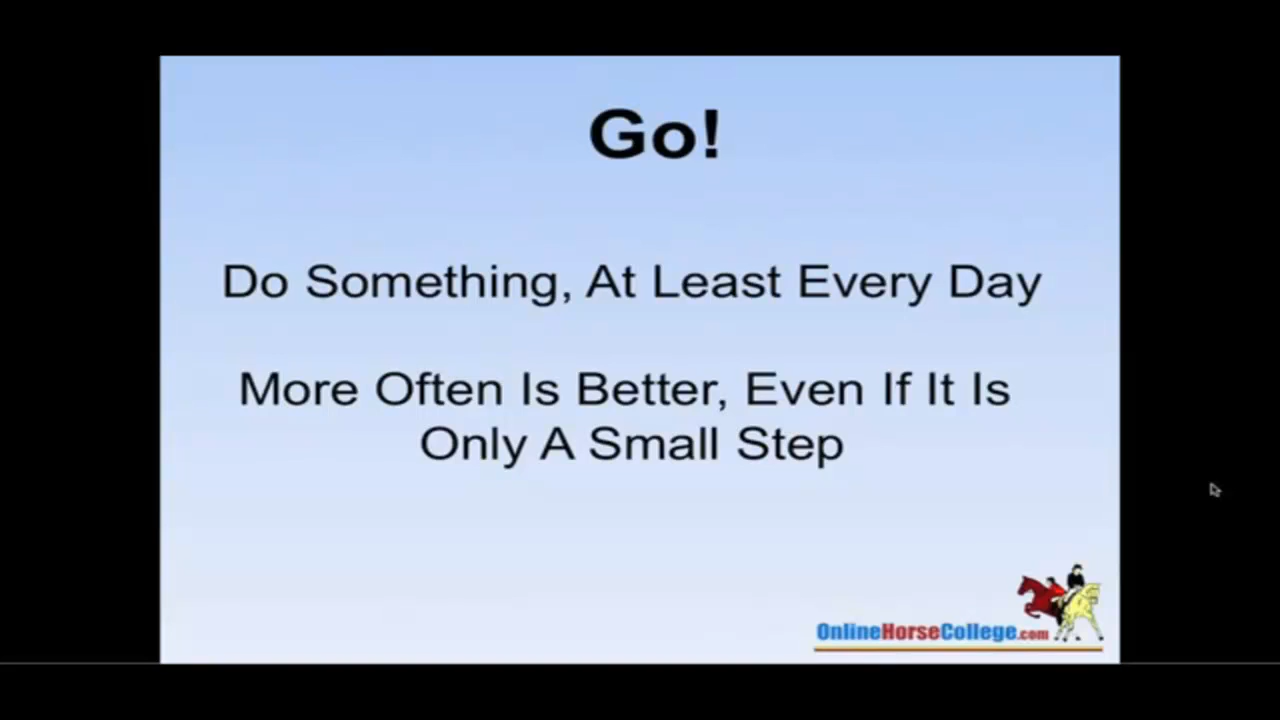 Go!
Do Something, At Least Every Day
More Often Is Better, Even If It Is
Only A Small Step
OnlineHorseCollege.com